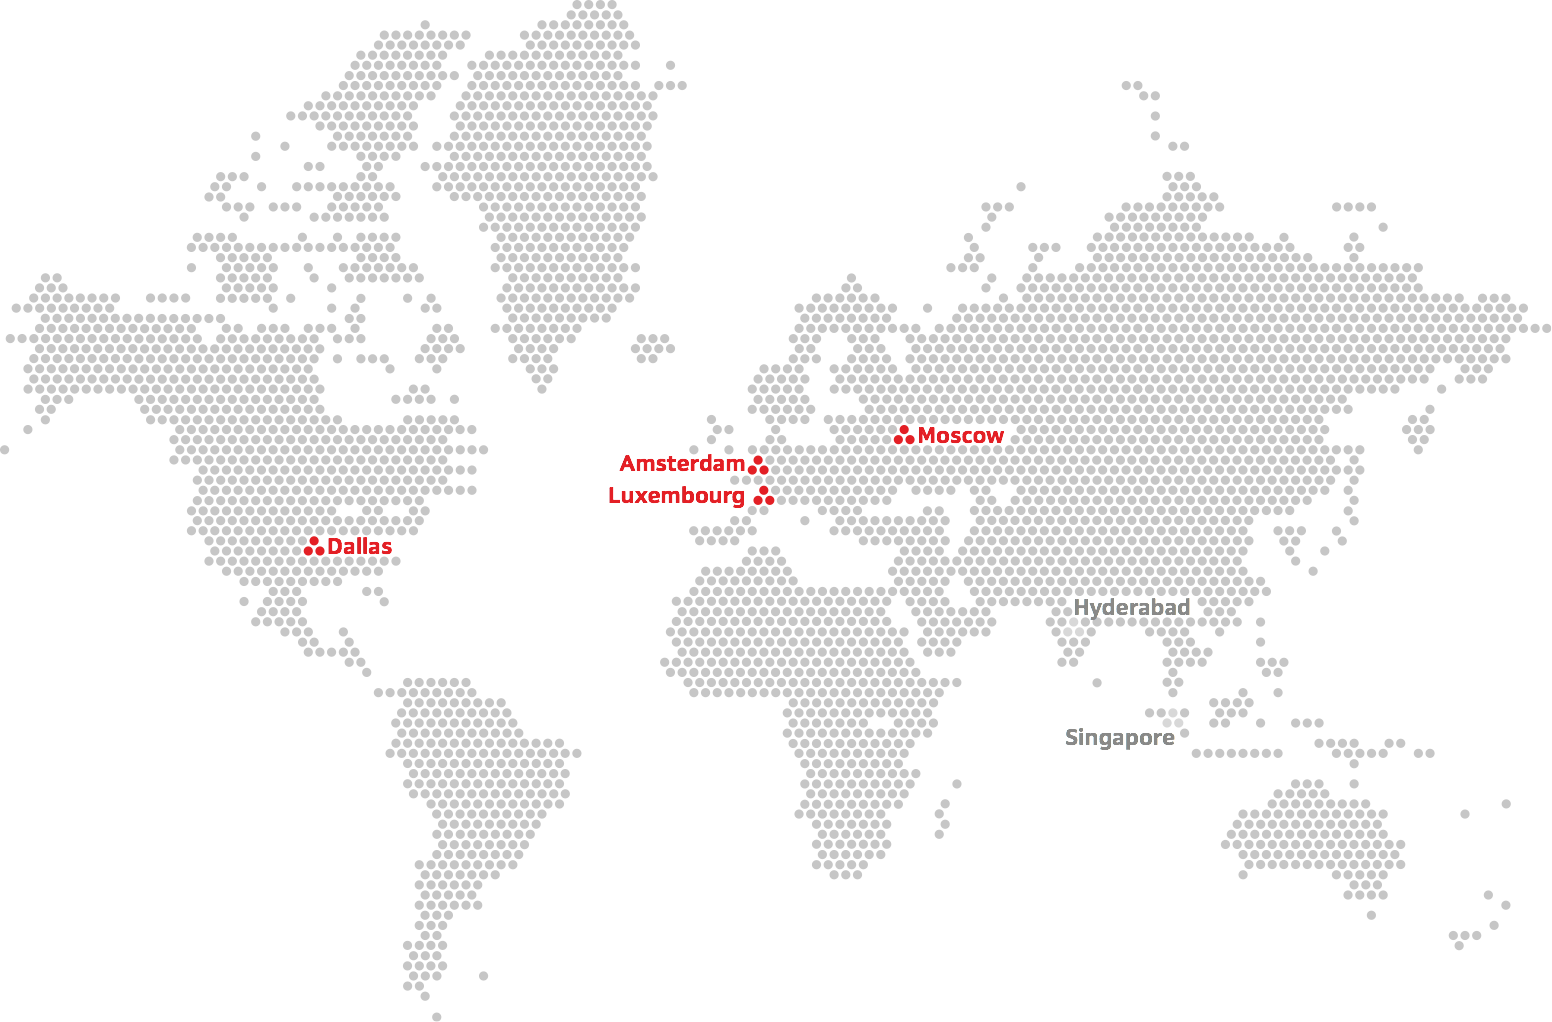 Moscow
Amsterdam
Luxembourg
Dallas
Hyderabad
Singapore